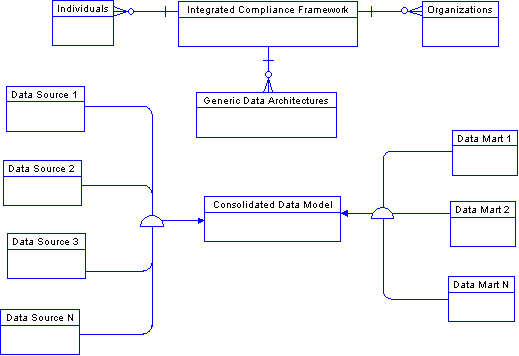 Individuals
Integrated Compliance Framework
Organizations
Generic Data Architectures
Data Source 1
Data Source 2
Data Source 3
Data Source N
Consolidated Data Model
Data Mart 1
Data Mart 2
Data Mart N